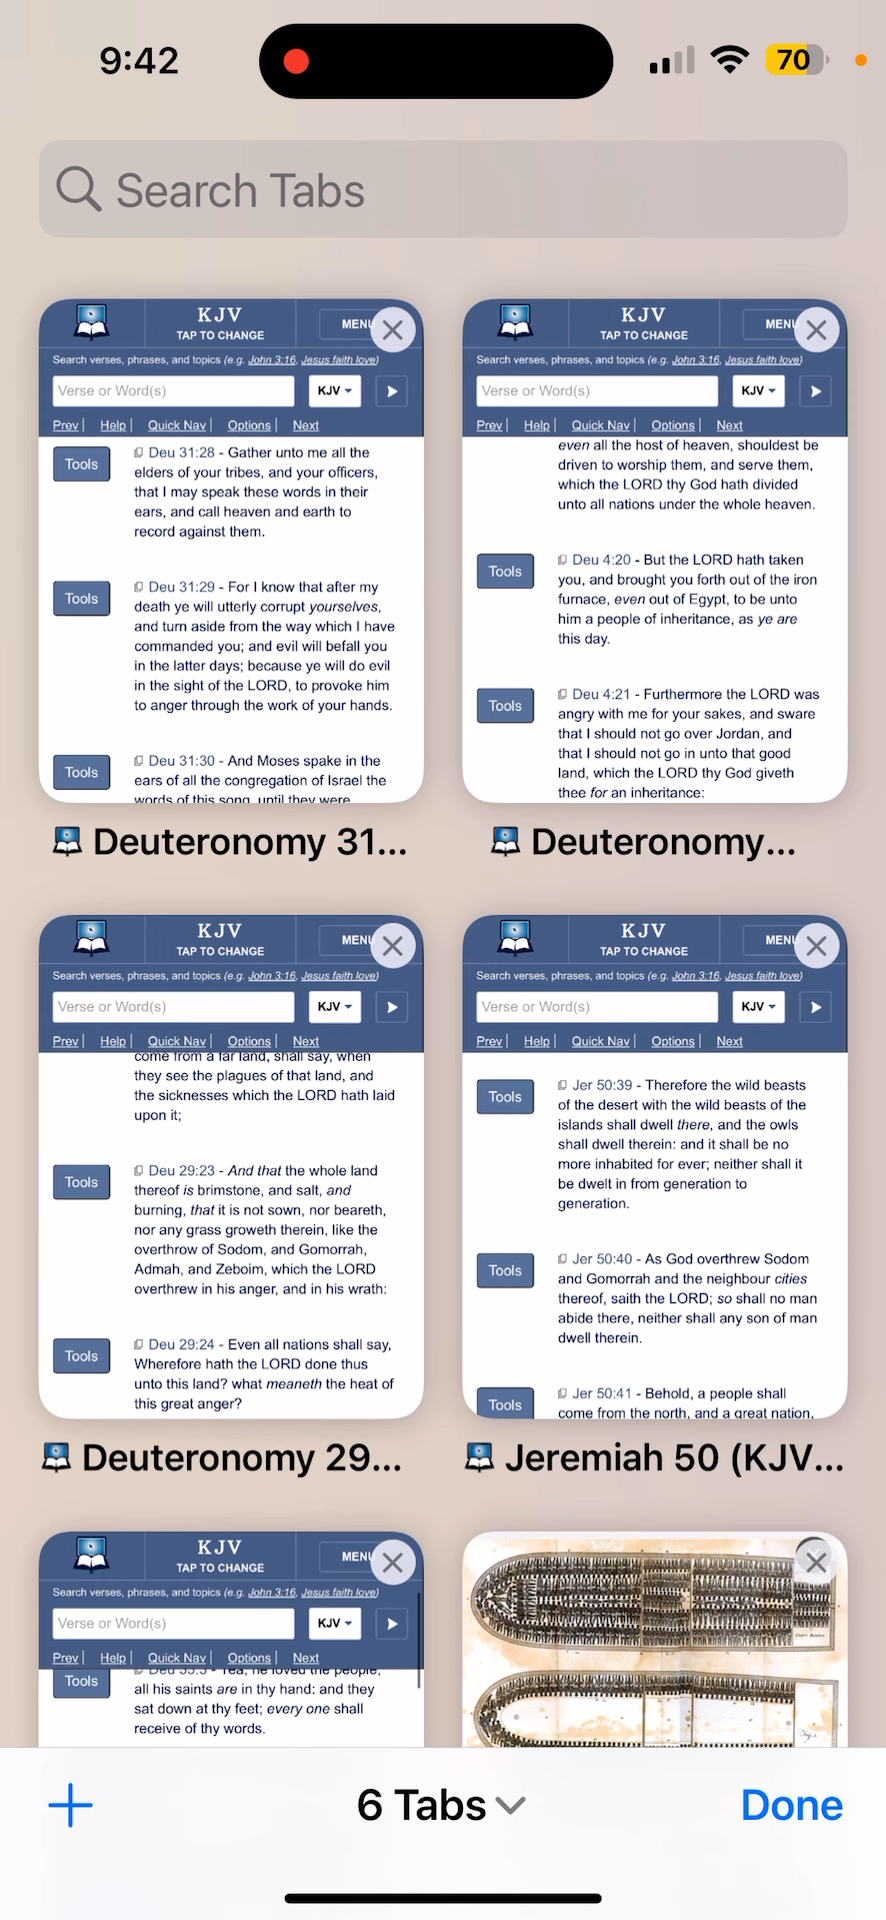 9:42
70
Search Tabs
KJV
TAP TO CHANGE
MENU
Search verses, phrases, and topics (e.g. John 3:16, Jesus faith love)
Verse or Word(s)
KJV
Prev | Help | Quick Nav | Options | Next
Tools
Deu 31:28 - Gather unto me all the
elders of your tribes, and your officers,
that I may speak these words in their
ears, and call heaven and earth to
record against them.
Tools
Deu 31:29 - For I know that after my
death ye will utterly corrupt yourselves,
and turn aside from the way which I have
commanded you; and evil will befall you
in the latter days; because ye will do evil
in the sight of the LORD, to provoke him
to anger through the work of your hands.
Tools
Deu 31:30 - And Moses spake in the
ears of all the congregation of Israel the
words of this song, until they were
Deuteronomy 31...
KJV
TAP TO CHANGE
MENU
Search verses, phrases, and topics (e.g. John 3:16, Jesus faith love)
Verse or Word(s)
KJV
Prev | Help | Quick Nav | Options | Next
even all the host of heaven, shouldest be
driven to worship them, and serve them,
which the LORD thy God hath divided
unto all nations under the whole heaven.
Tools
Deu 4:20 - But the LORD hath taken
you, and brought you forth out of the iron
furnace, even out of Egypt, to be unto
him a people of inheritance, as ye are
this day.
Tools
Deu 4:21 - Furthermore the LORD was
angry with me for your sakes, and sware
that I should not go over Jordan, and
that I should not go in unto that good
land, which the LORD thy God giveth
thee for an inheritance:
Deuteronomy...
KJV
TAP TO CHANGE
MENU
Search verses, phrases, and topics (e.g. John 3:16, Jesus faith love)
Verse or Word(s)
KJV
Prev | Help | Quick Nav | Options | Next
come from a far land, shall say, when
they see the plagues of that land, and
the sicknesses which the LORD hath laid
upon it;
Tools
Deu 29:23 - And that the whole land
thereof is brimstone, and salt, and
burning, that it is not sown, nor beareth,
nor any grass groweth therein, like the
overthrow of Sodom, and Gomorrah,
Admah, and Zeboim, which the LORD
overthrew in his anger, and in his wrath:
Tools
Deu 29:24 - Even all nations shall say,
Wherefore hath the LORD done thus
unto this land? what meaneth the heat of
this great anger?
Deuteronomy 29...
KJV
TAP TO CHANGE
MENU
Search verses, phrases, and topics (e.g. John 3:16, Jesus faith love)
Verse or Word(s)
KJV
Prev | Help | Quick Nav | Options | Next
Tools
Jer 50:39 - Therefore the wild beasts
of the desert with the wild beasts of the
islands shall dwell there, and the owls
shall dwell therein: and it shall be no
more inhabited for ever; neither shall it
be dwelt in from generation to
generation.
Tools
Jer 50:40 - As God overthrew Sodom
and Gomorrah and the neighbour cities
thereof, saith the LORD; so shall no man
abide there, neither shall any son of man
dwell therein.
Tools
Jer 50:41 - Behold, a people shall
come from the north, and a great nation,
Jeremiah 50 (KJV...
KJV
TAP TO CHANGE
MENU
Search verses, phrases, and topics (e.g. John 3:16, Jesus faith love)
Verse or Word(s)
KJV
Prev | Help | Quick Nav | Options | Next
Tools
Deu 33:3 - Yea, he loved the people;
all his saints are in thy hand: and they
sat down at thy feet; every one shall
receive of thy words.
6 Tabs
Done